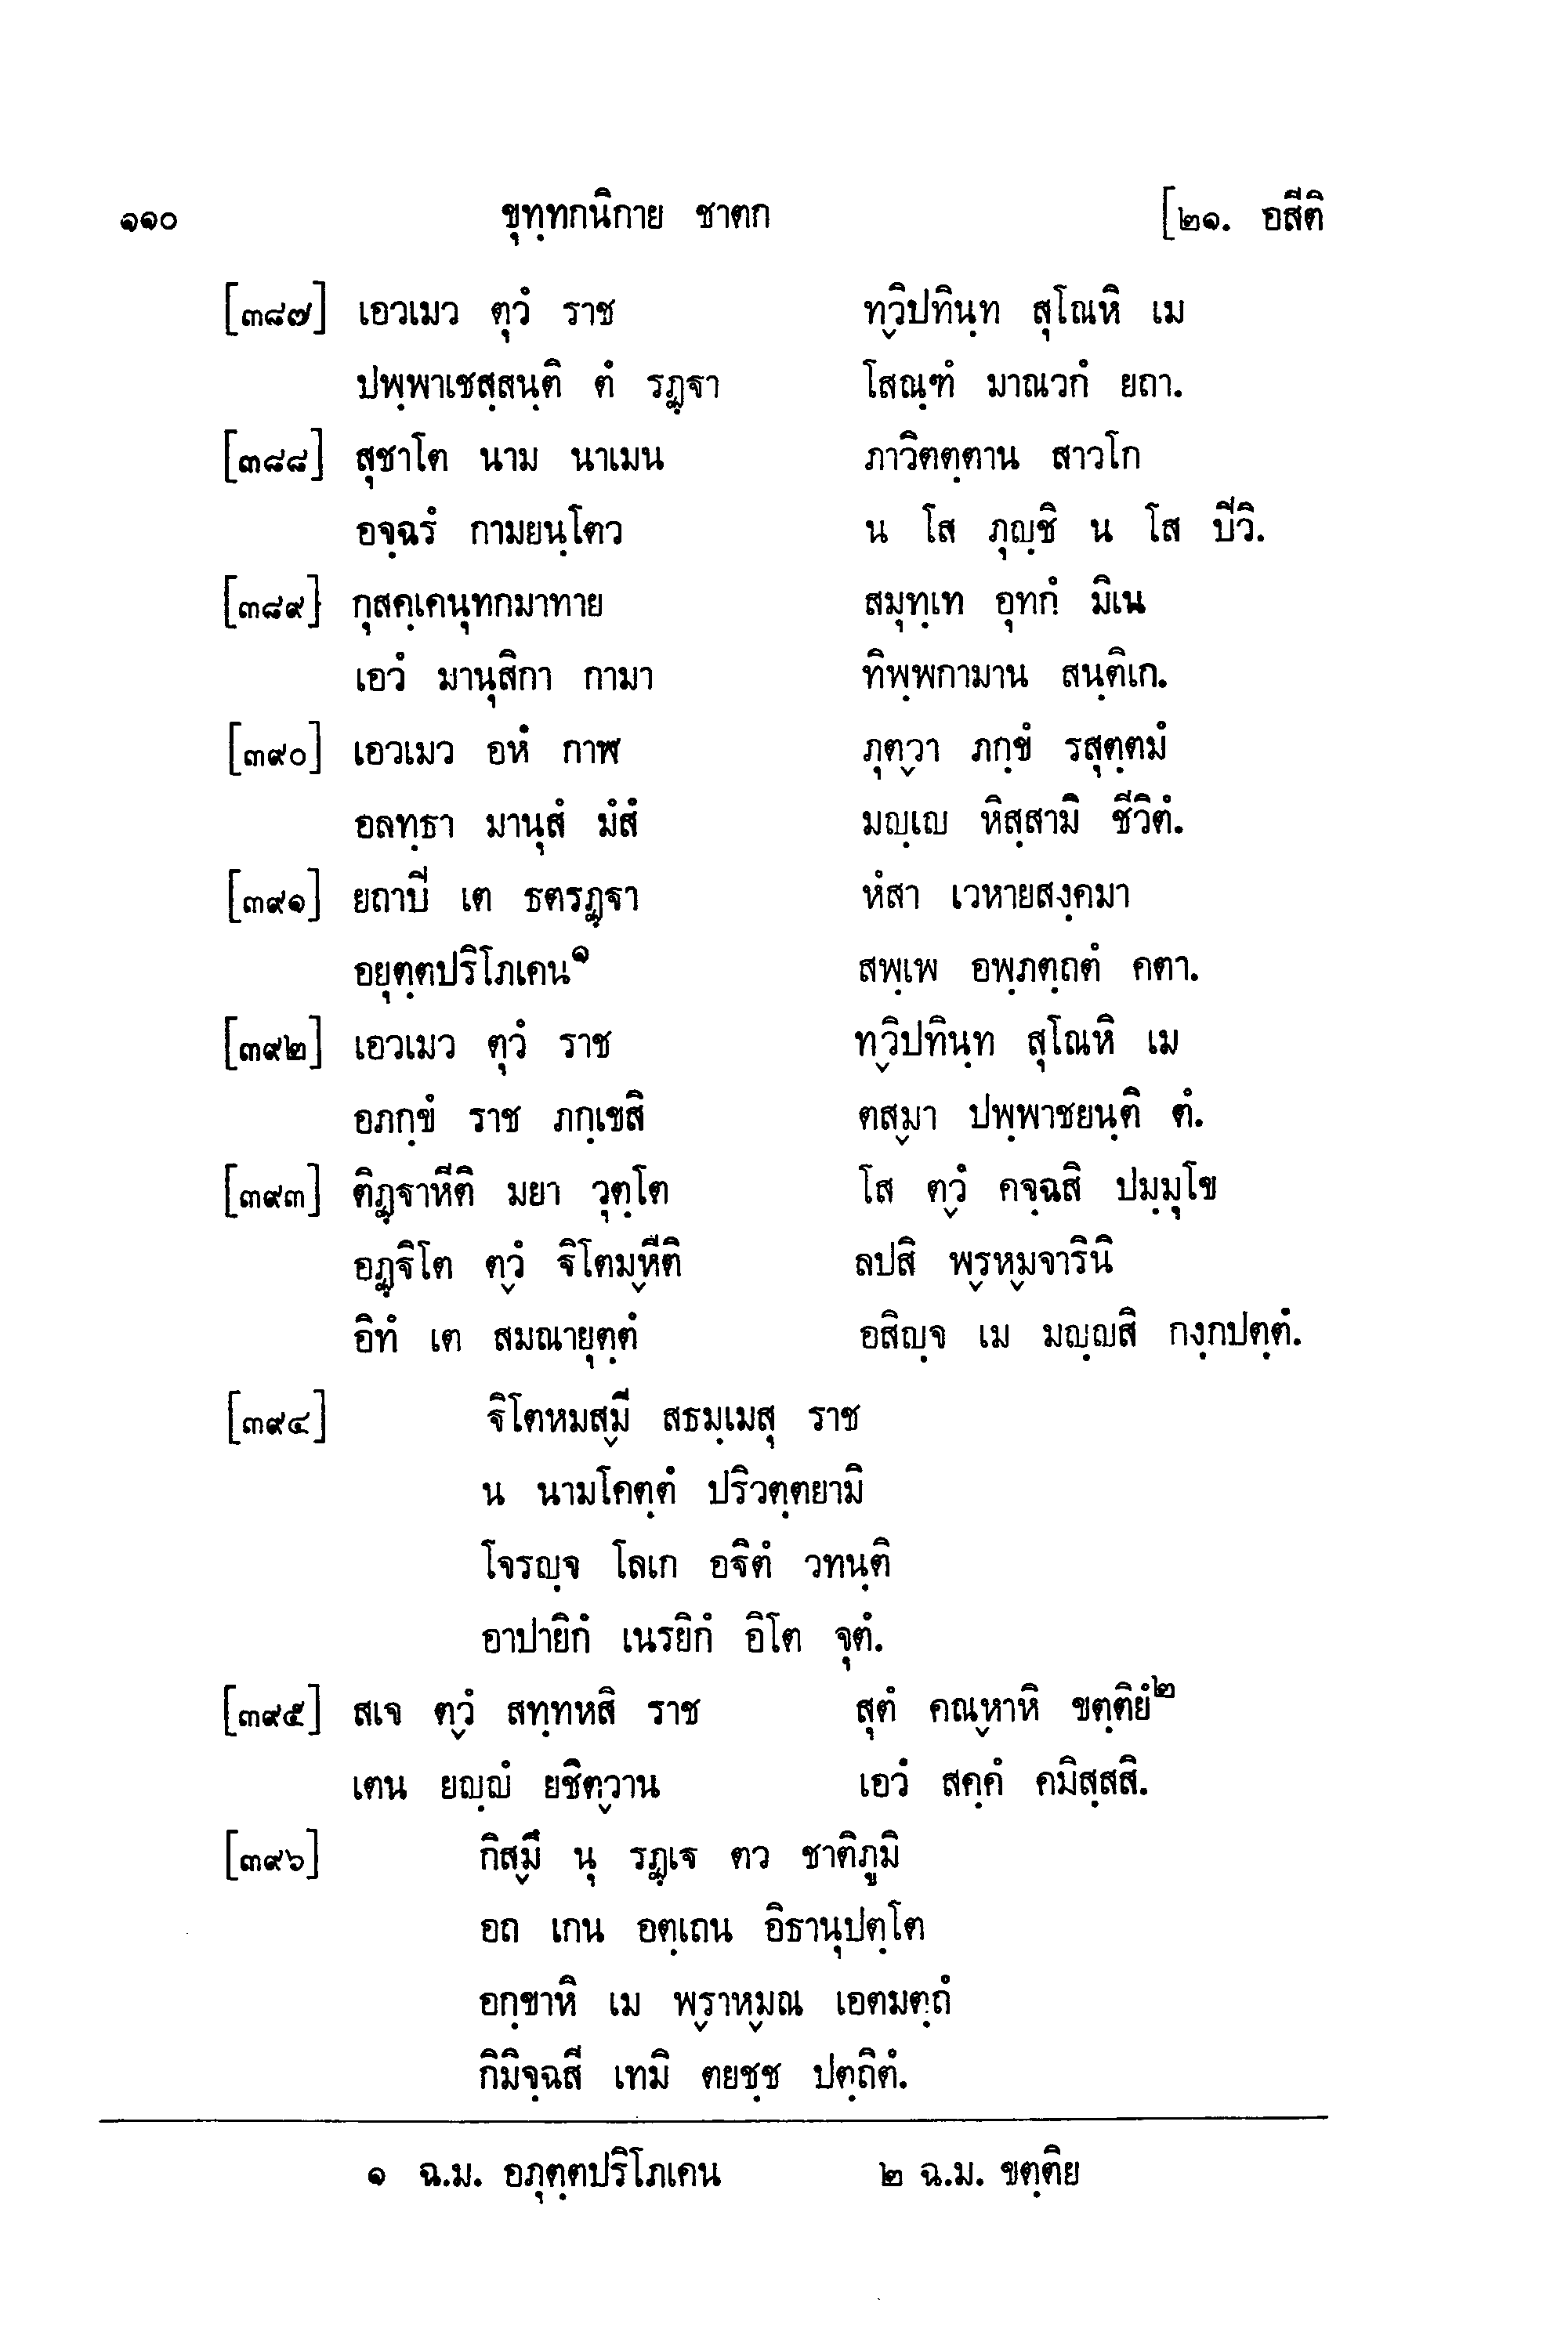 ๑๑๐ ขุทฺทกนิกาย ชาตก [๒๑. อสีติ
[๓๘๗] เอวเมว ตุวํ ราช ทฺวิปทินฺท สุโณหิ เม
ปพฺพาเชสฺสนฺติ ตํ รฏฺฐา โสณฺฑํ มาณวกํ ยถา.
[๓๘๘] สุชาโต นาม นาเมน ภาวิตตฺตาน สาวโก
อจฺฉรํ กามยนฺโตว น โส ภุญฺชิ น โส ปิวิ.
[๓๘๙] กุสคฺเคนุทกมาทาย สมุทฺเท อุทกํ มิเน
เอวํ มานุสิกา กามา ทิพฺพกามาน สนฺติเก.
[๓๙๐] เอวเมว อหํ กาฬ ภุตฺวา ภกฺขํ รสุตฺตมํ
อลทฺธา มานุสํ มํสํ มญฺเญ หิสฺสามิ ชีวิตํ.
[๓๙๑] ยถาปิ เต ธตรฏฺฐา หํสา เวหายสงฺคมา
อยุตฺตปริโภเคน๑ สพฺเพ อพฺภตฺถตํ คตา.
[๓๙๒] เอวเมว ตุวํ ราช ทฺวิปทินฺท สุโณหิ เม
อภกฺขํ ราช ภกฺเขสิ ตสฺมา ปพฺพาชยนฺติ ตํ.
[๓๙๓] ติฏฺฐาหีติ มยา วุตฺโต โส ตฺวํ คจฺฉสิ ปมฺมุโข
อฏฺฐิโต ตฺวํ ฐิโตมฺหีติ ลปสิ พฺรหฺมจารินิ
อิทํ เต สมณายุตฺตํ อสิญฺจ เม มญฺญสิ กงฺกปตฺตํ.
[๓๙๔] ฐิโตหมสฺมี สธมฺเมสุ ราช
น นามโคตฺตํ ปริวตฺตยามิ
โจรญฺจ โลเก อฐิตํ วทนฺติ
อาปายิกํ เนรยิกํ อิโต จุตํ.
[๓๙๕] สเจ ตฺวํ สทฺทหสิ ราช สุตํ คณฺหาหิ ขตฺติยํ๒
เตน ยญฺญํ ยชิตฺวาน เอวํ สคฺคํ คมิสฺสสิ.
[๓๙๖] กิสฺมึ นุ รฏฺเฐ ตว ชาติภูมิ
อถ เกน อตฺเถน อิธานุปตฺโต
อกฺขาหิ เม พฺราหฺมณ เอตมตฺถํ
กิมิจฺฉสี เทมิ ตยชฺช ปตฺถิตํ.
๑ ฉ.ม. อภุตฺตปริโภเคน ๒ ฉ.ม. ขตฺติย